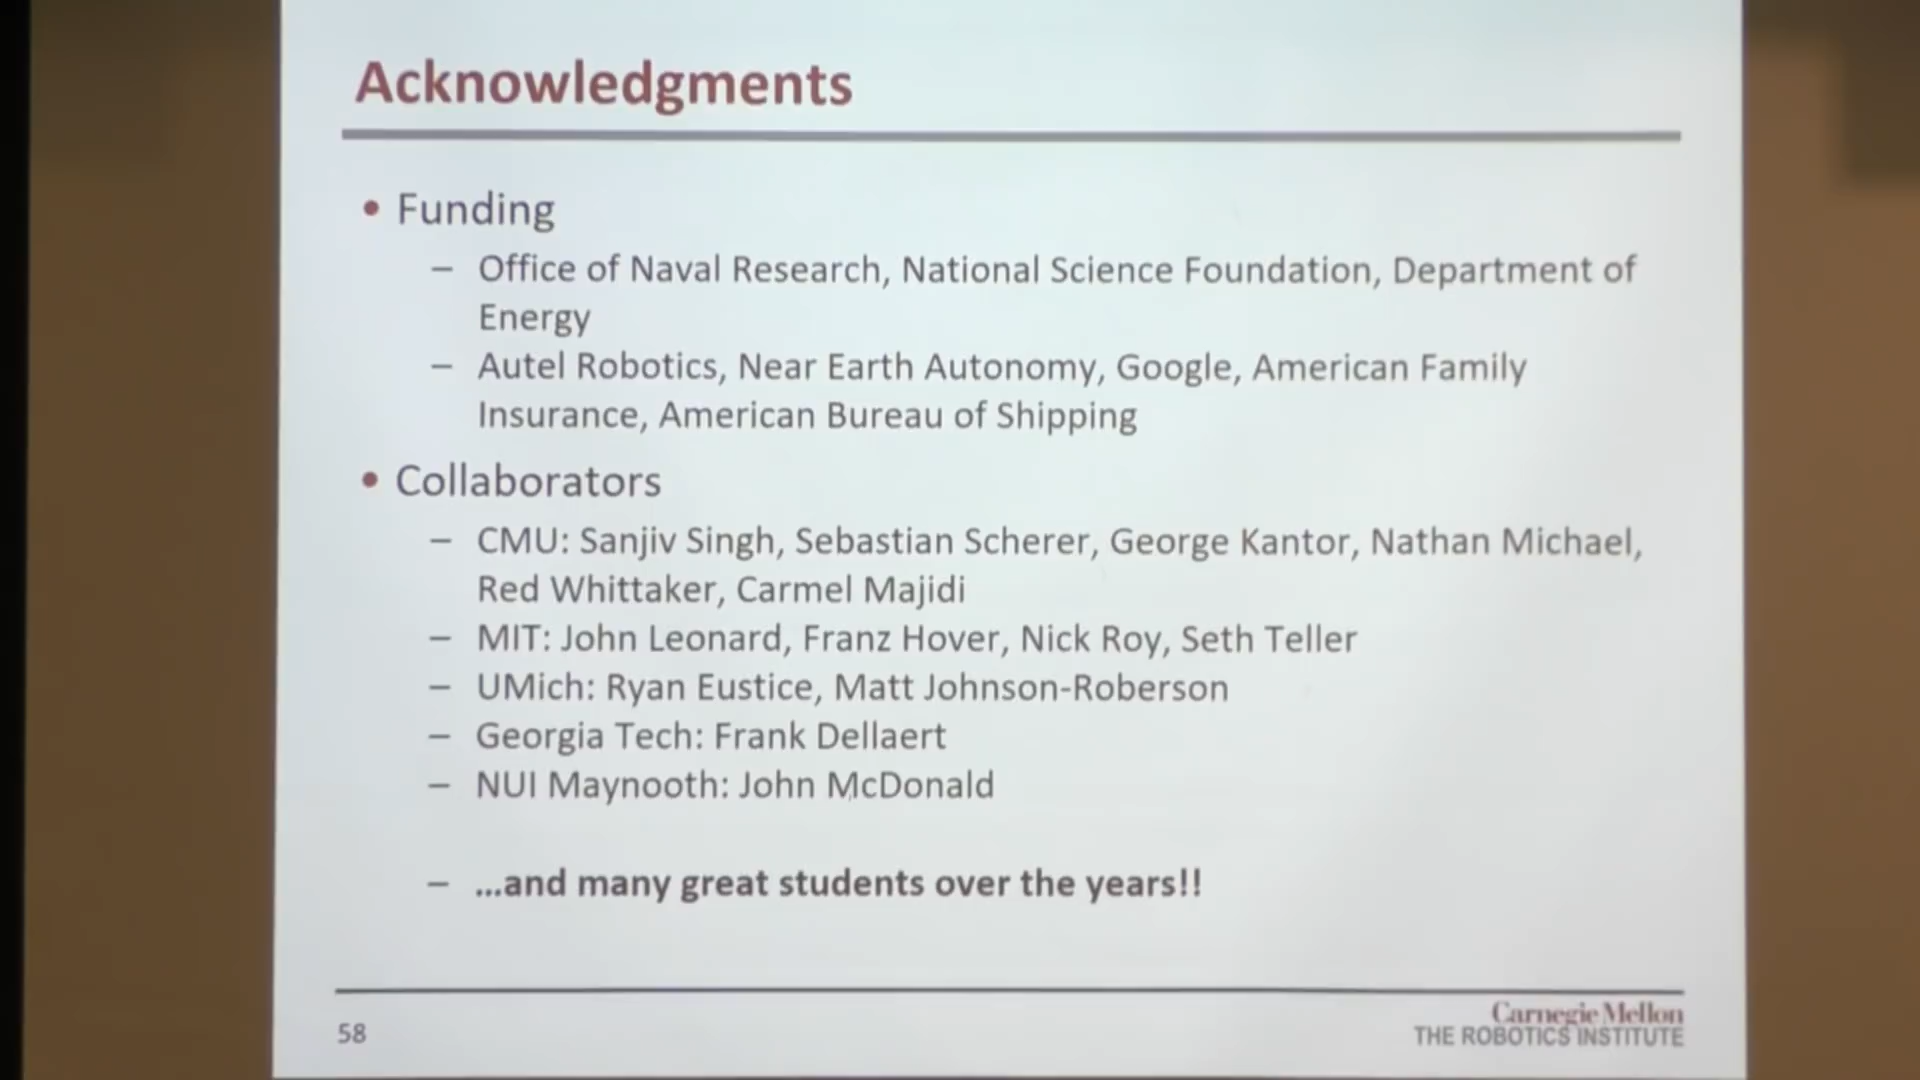 Acknowledgments
• Funding
– Office of Naval Research, National Science Foundation, Department of
Energy
– Autel Robotics, Near Earth Autonomy, Google, American Family
Insurance, American Bureau of Shipping
• Collaborators
– CMU: Sanjiv Singh, Sebastian Scherer, George Kantor, Nathan Michael,
Red Whittaker, Carmel Majidi
– MIT: John Leonard, Franz Hover, Nick Roy, Seth Teller
– UMich: Ryan Eustice, Matt Johnson-Roberson
– Georgia Tech: Frank Dellaert
– NUI Maynooth: John McDonald
– ...and many great students over the years!!
58
Carnegie Mellon
THE ROBOTICS INSTITUTE